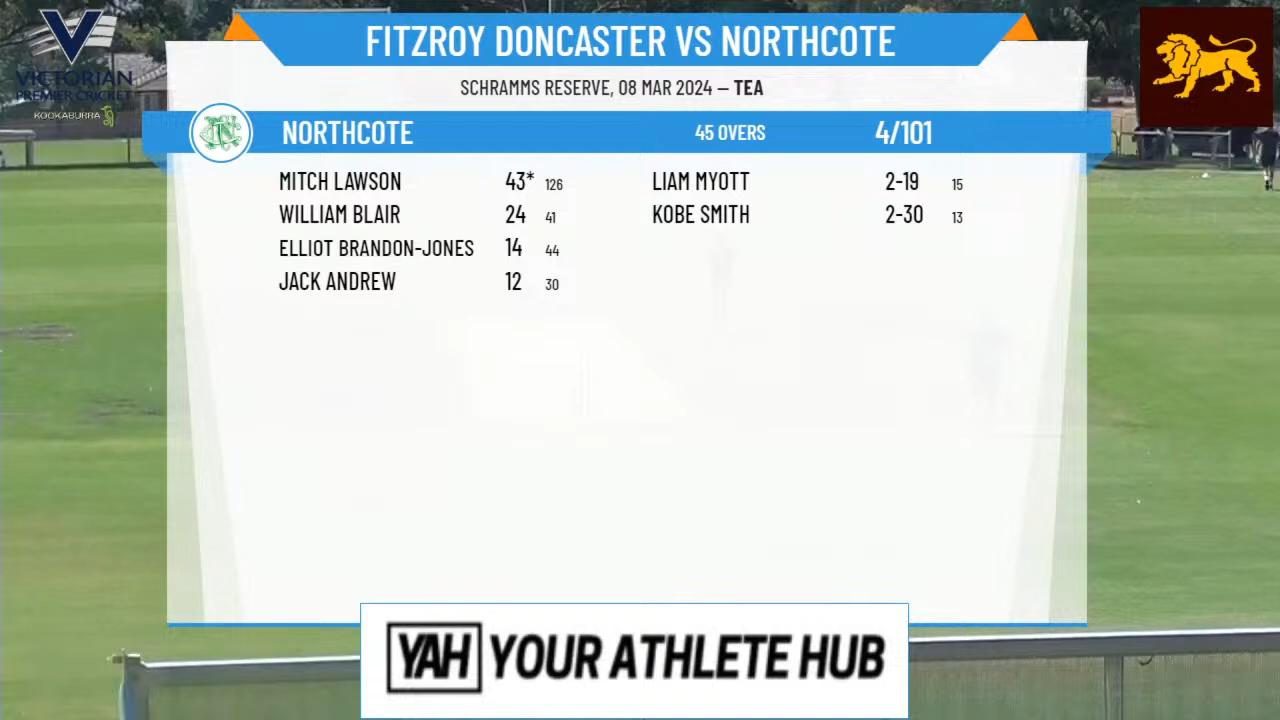 FITZROY DONCASTER VS NORTHCOTE
VICTORIAN
PREMIER CRICKET
KOOKABURRA
SCHRAMMS RESERVE, 08 MAR 2024 – TEA
NORTHCOTE 45 OVERS 4/101
MITCH LAWSON 43* 126 LIAM MYOTT 2-19 15
WILLIAM BLAIR 24 41 KOBE SMITH 2-30 13
ELLIOT BRANDON-JONES 14 44
JACK ANDREW 12 30
YAH YOUR ATHLETE HUB